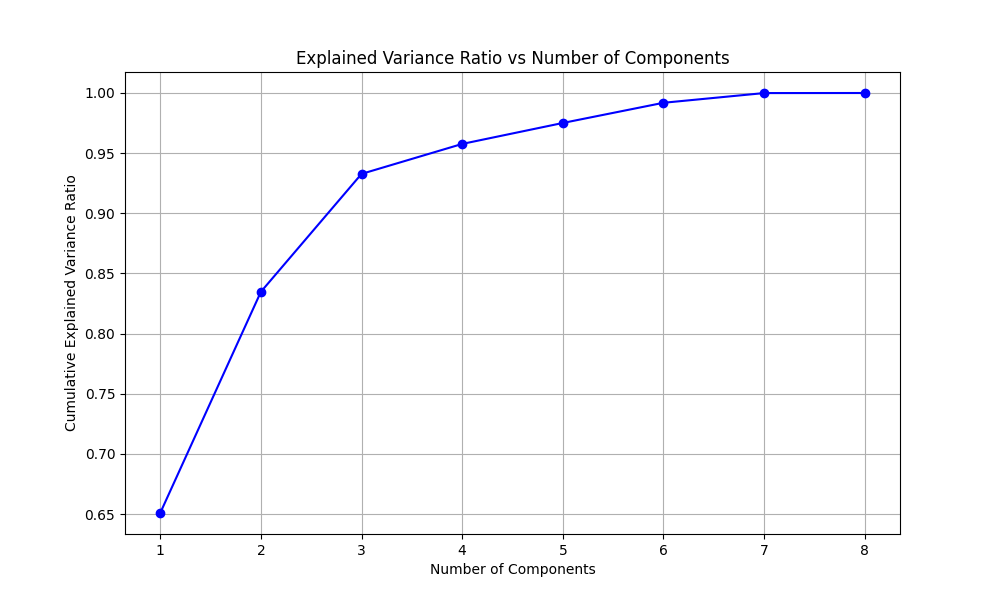 Explained Variance Ratio vs Number of Components
1.00
0.95
0.90
0.85
0.80
0.75
0.70
0.65
Cumulative Explained Variance Ratio
1 2 3 4 5 6 7 8
Number of Components